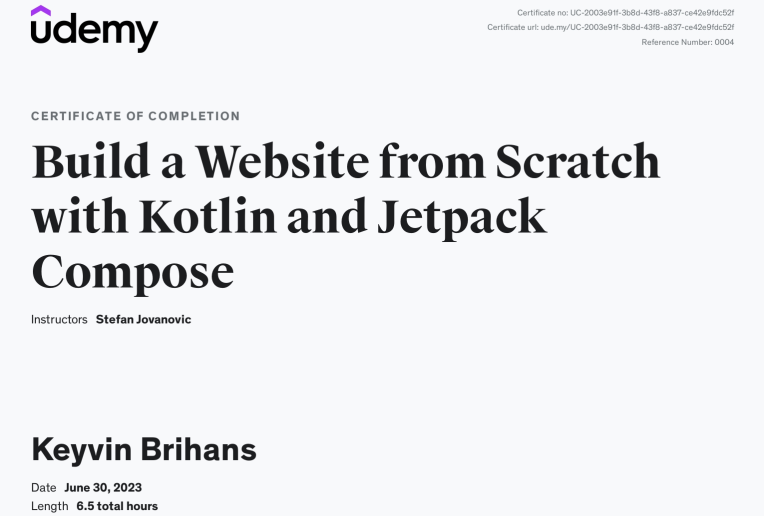 udemy
Certificate no: UC-2003e91f-3b8d-43f8-a837-ce42e9fdc52f
Certificate url: ude.my/UC-2003e91f-3b8d-43f8-a837-ce42e9fdc52f
Reference Number: 0004
CERTIFICATE OF COMPLETION
Build a Website from Scratch
with Kotlin and Jetpack
Compose
Instructors Stefan Jovanovic
Keyvin Brihans
Date June 30, 2023
Length 6.5 total hours